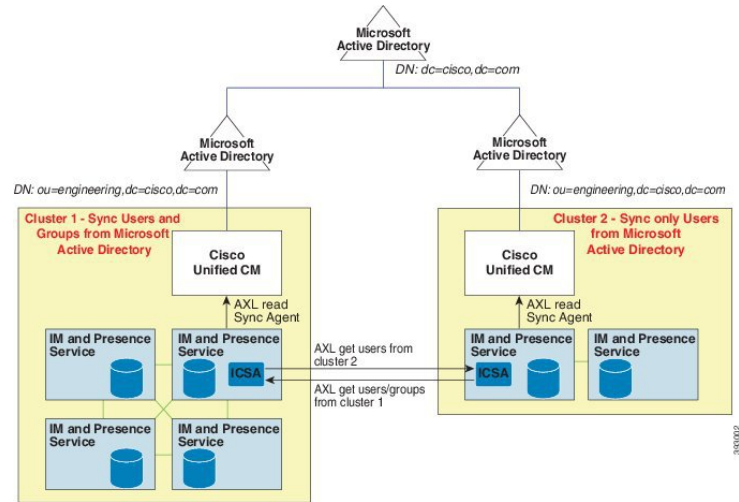 Microsoft
Active Directory
DN: dc=cisco,dc=com
Microsoft
Active Directory
Microsoft
Active Directory
DN: ou=engineering,dc=cisco,dc=com
DN: ou=engineering,dc=cisco,dc=com
Cluster 1 - Sync Users and
Groups from Microsoft
Active Directory
Cisco
Unified CM
AXL read
Sync Agent
IM and Presence
Service
IM and Presence
Service
ICSA
IM and Presence
Service
IM and Presence
Service
AXL get users from
cluster 2
AXL get users/groups
from cluster 1
Cluster 2 - Sync only Users
from Microsoft
Active Directory
Cisco
Unified CM
AXL read
Sync Agent
IM and Presence
Service
ICSA
IM and Presence
Service
393002